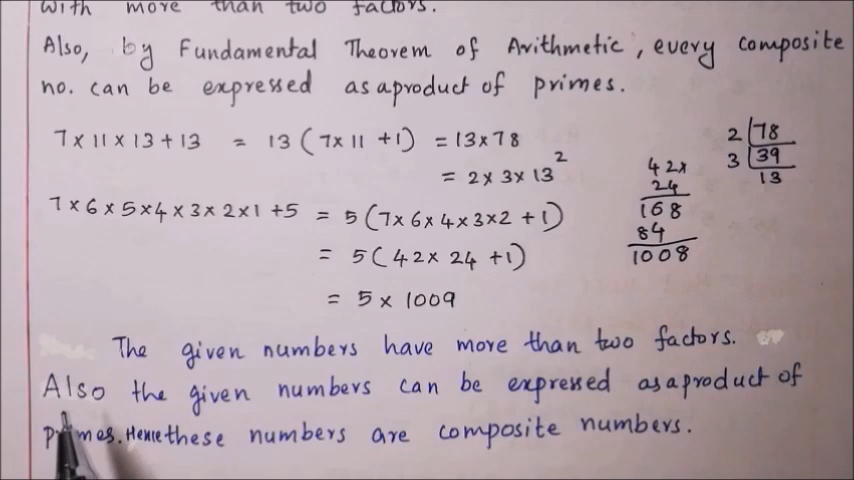 with more than two factors.
Also, by Fundamental Theorem of Arithmetic, every composite
no. can be expressed as a product of primes.
7 x 11 x 13 + 13 = 13 ( 7 x 11 + 1) = 13 x 78
= 2 x 3 x 13²
2 | 78
3 | 39
13
42x
24
168
84
1008
7 x 6 x 5 x 4 x 3 x 2 x 1 + 5 = 5 ( 7 x 6 x 4 x 3 x 2 + 1)
= 5 ( 42 x 24 + 1)
= 5 x 1009
The given numbers have more than two factors.
Also the given numbers can be expressed as a product of
primes. Hence these numbers are composite numbers.